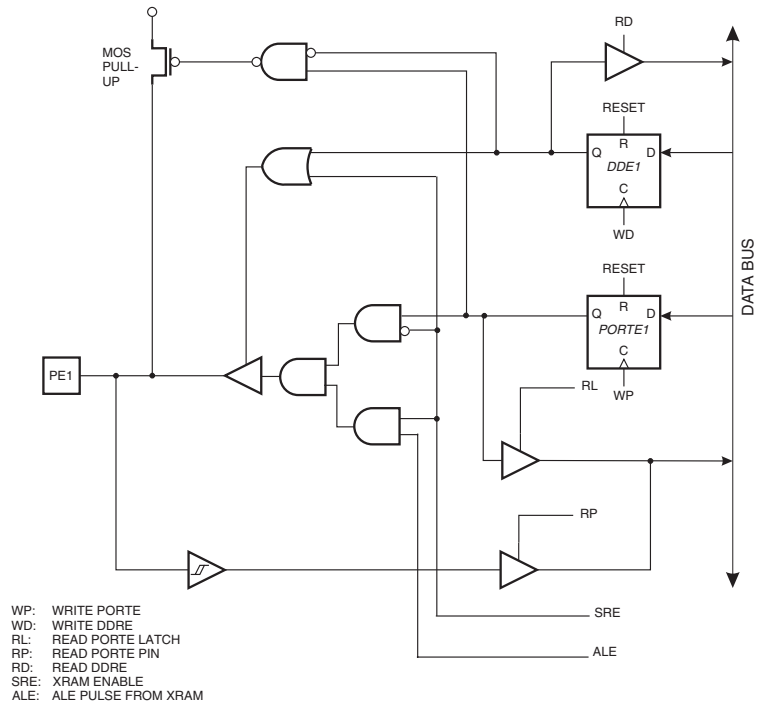 MOS
PULL-
UP
RD
RESET
R
Q
D
DDE1
C
WD
DATA BUS
RESET
R
Q
D
PORTE1
C
WP
PE1
RL
RP
SRE
ALE
WP: WRITE PORTE
WD: WRITE DDRE
RL: READ PORTE LATCH
RP: READ PORTE PIN
RD: READ DDRE
SRE: XRAM ENABLE
ALE: ALE PULSE FROM XRAM